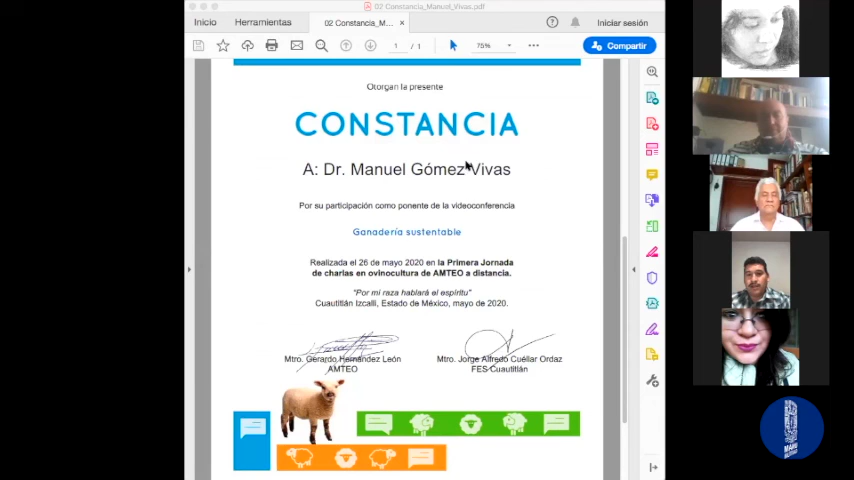 02 Constancia_Manuel_Vivas.pdf
Inicio
Herramientas
02 Constancia_M...
Iniciar sesión
1 / 1
75%
Compartir
Otorgan la presente
CONSTANCIA
A: Dr. Manuel Gómez Vivas
Por su participación como ponente de la videoconferencia
Ganadería sustentable
Realizada el 26 de mayo 2020 en la Primera Jornada
de charlas en ovinocultura de AMTEO a distancia.
"Por mi raza hablará el espíritu"
Cuautitlán Izcalli, Estado de México, mayo de 2020.
Mtro. Gerardo Hernández León
AMTEO
Mtro. Jorge Alfredo Cuéllar Ordaz
FES-Cuautitlán